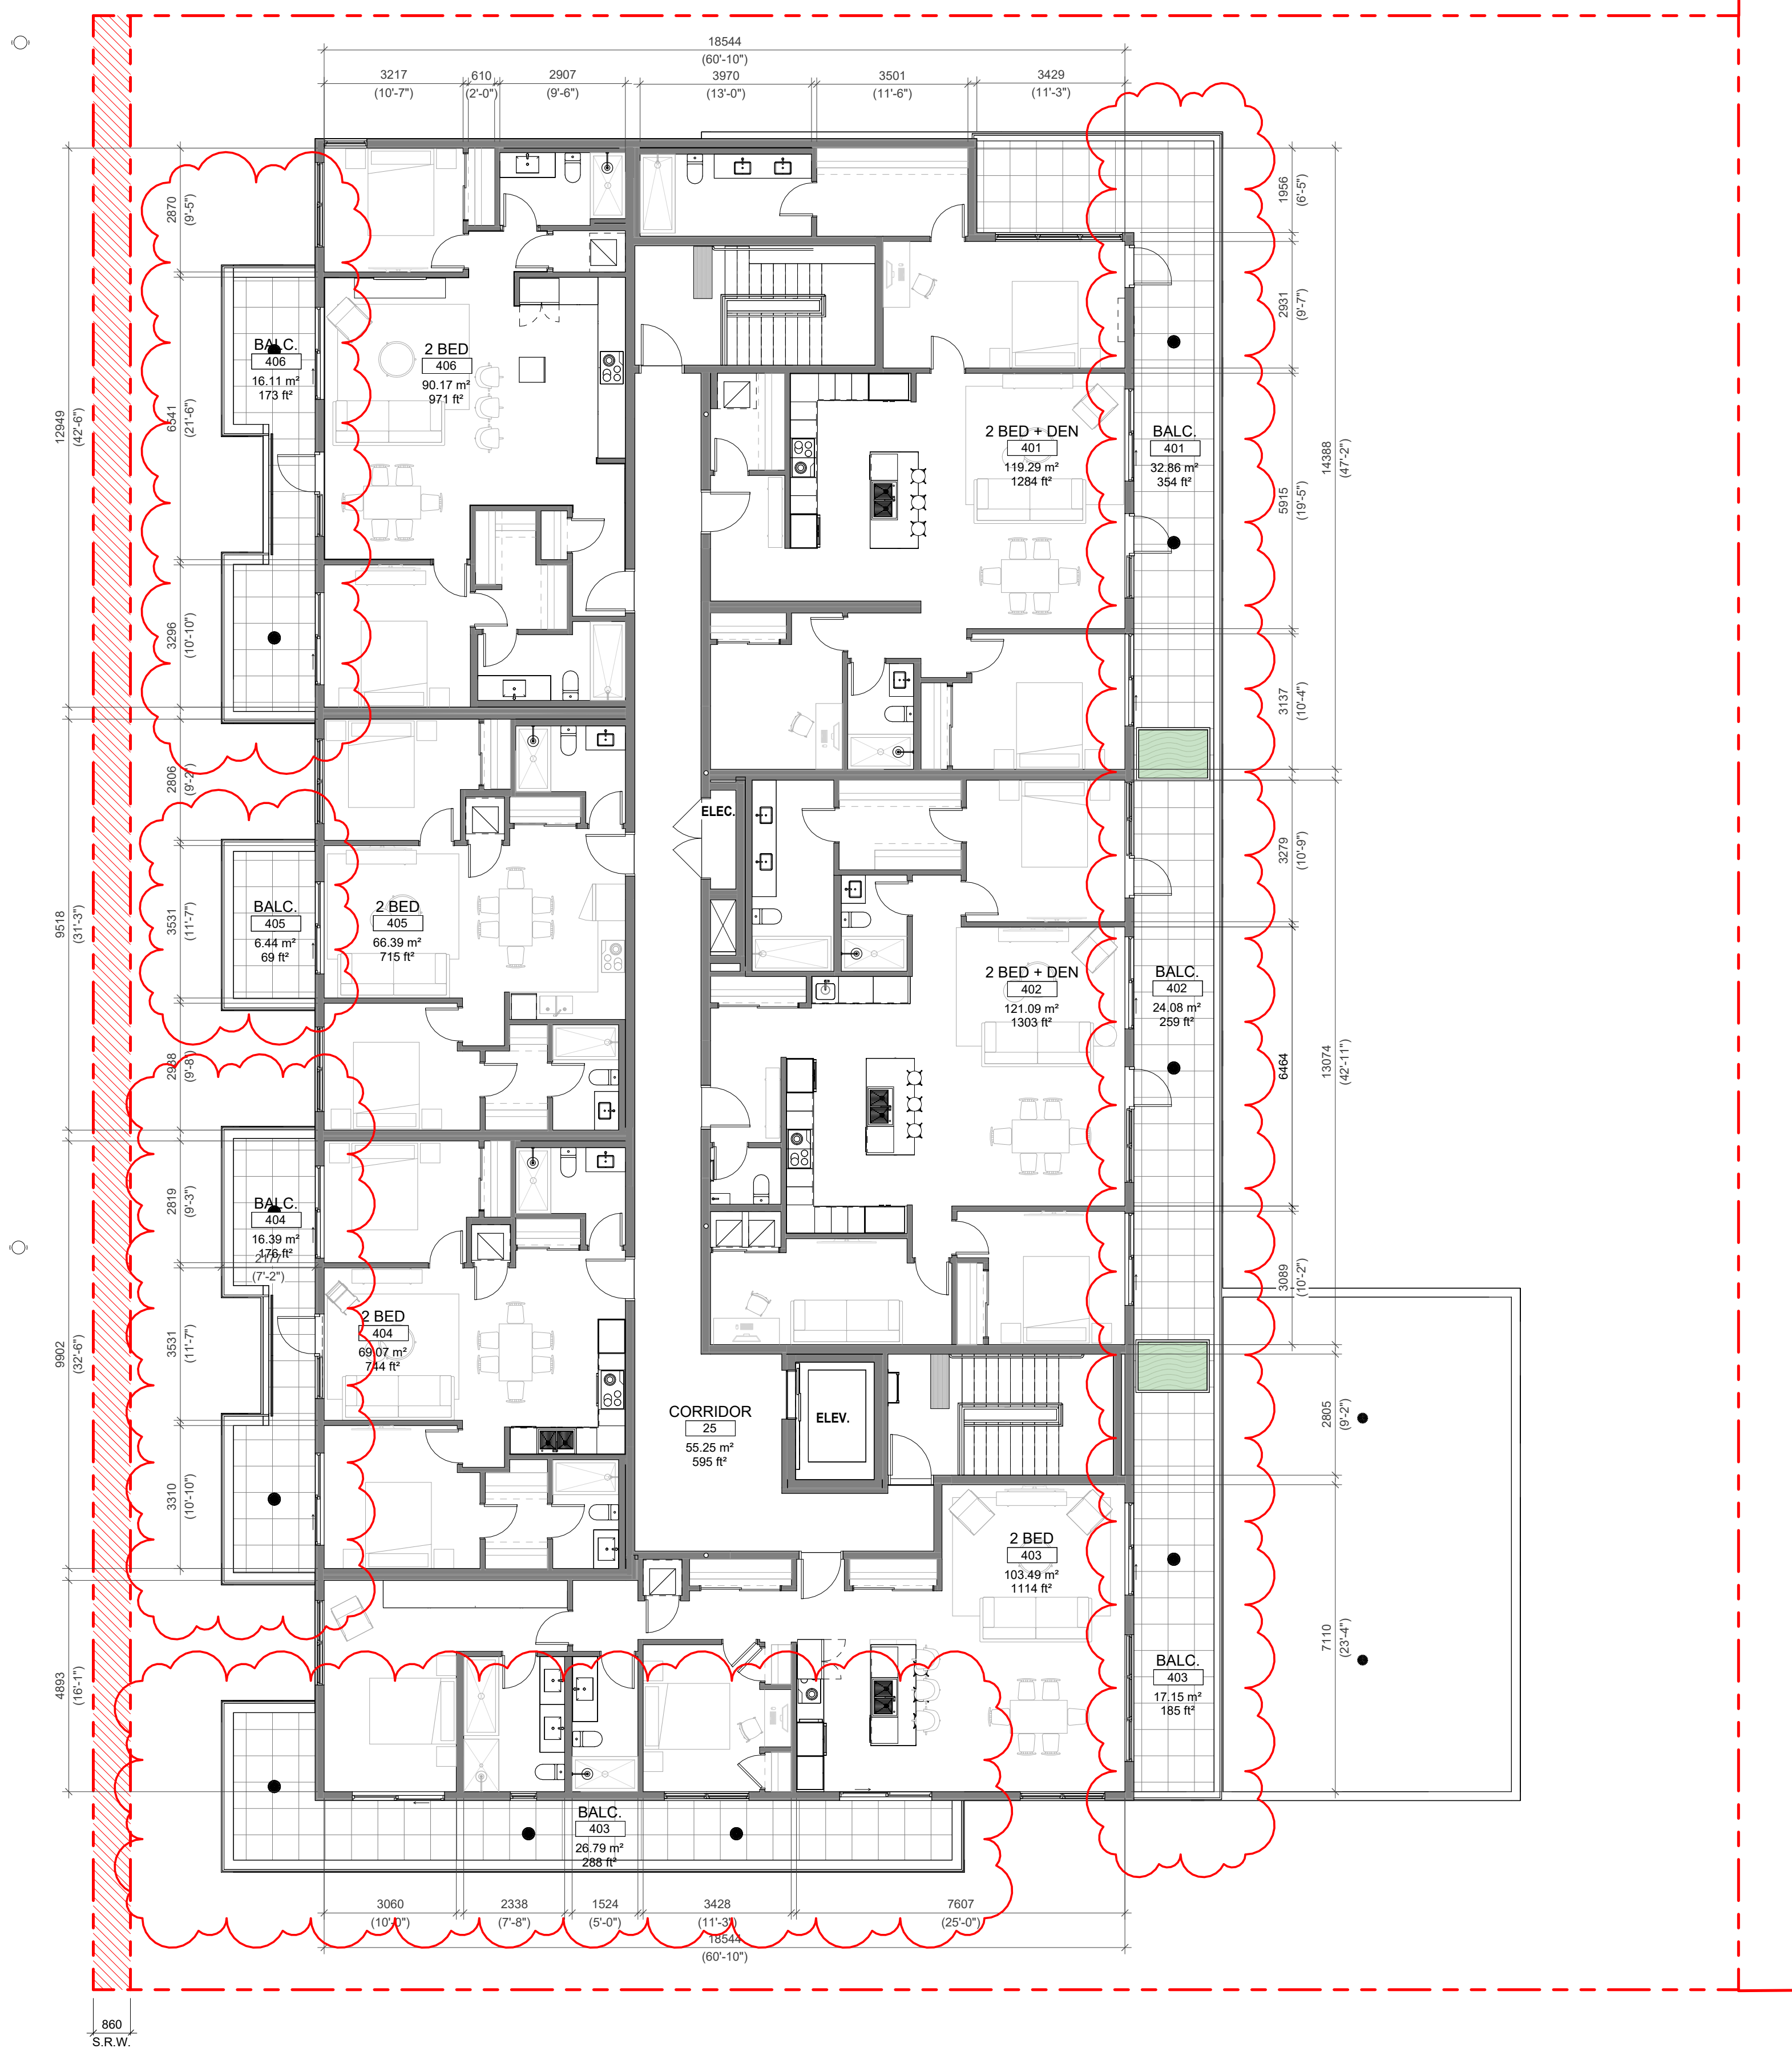 18544
(60'-10")
3217
(10'-7")
610
(2'-0")
2907
(9'-6")
3970
(13'-0")
3501
(11'-6")
3429
(11'-3")
12949
(42'-6")
2870
(9'-5")
6541
(21'-6")
3296
(10'-10")
BALC.
406
16.11 m²
173 ft²
2 BED
406
90.17 m²
971 ft²
2 BED + DEN
401
119.29 m²
1284 ft²
BALC.
401
32.86 m²
354 ft²
1956
(6'-5")
2931
(9'-7")
5915
(19'-5")
3137
(10'-4")
14388
(47'-2")
9518
(31'-3")
2806
(9'-2")
3531
(11'-7")
2988
(9'-8")
BALC.
405
6.44 m²
69 ft²
2 BED
405
66.39 m²
715 ft²
ELEC.
2 BED + DEN
402
121.09 m²
1303 ft²
BALC.
402
24.08 m²
259 ft²
3279
(10'-9")
6464
3089
(10'-2")
13074
(42'-11")
9902
(32'-6")
2819
(9'-3")
3531
(11'-7")
3310
(10'-10")
BALC.
404
16.39 m²
176 ft²
2177
(7'-2")
2 BED
404
69.07 m²
744 ft²
CORRIDOR
25
55.25 m²
595 ft²
ELEV.
2805
(9'-2")
7110
(23'-4")
2 BED
403
103.49 m²
1114 ft²
BALC.
403
17.15 m²
185 ft²
4893
(16'-1")
BALC.
403
26.79 m²
288 ft²
3060
(10'-0")
2338
(7'-8")
1524
(5'-0")
3428
(11'-3")
7607
(25'-0")
18544
(60'-10")
860
S.R.W.